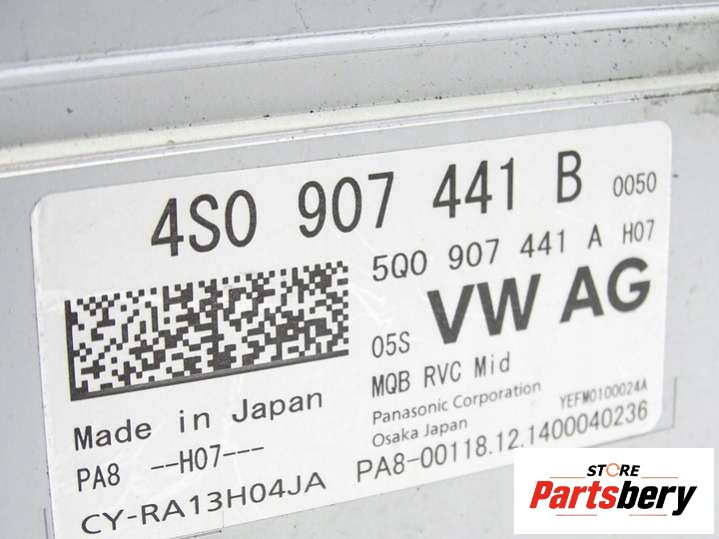 4S0 907 441 B 0050
5Q0 907 441 A H07
05S VW AG
MQB RVC Mid
Made in Japan
Panasonic Corporation
Osaka Japan
YEFM0100024A
PA8 --H07---
PA8-00118.12.1400040236
CY-RA13H04JA
STORE
Partsbery